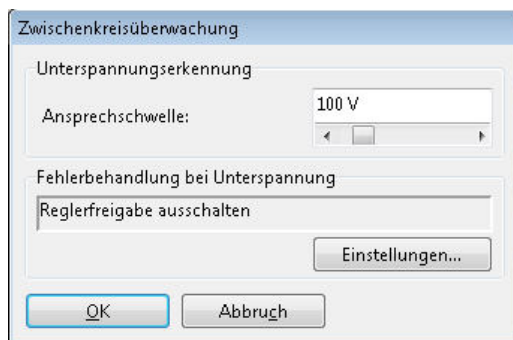 Zwischenkreisüberwachung
Unterspannungserkennung
Ansprechschwelle:
100 V
Fehlerbehandlung bei Unterspannung
Reglerfreigabe ausschalten
Einstellungen...
OK
Abbruch